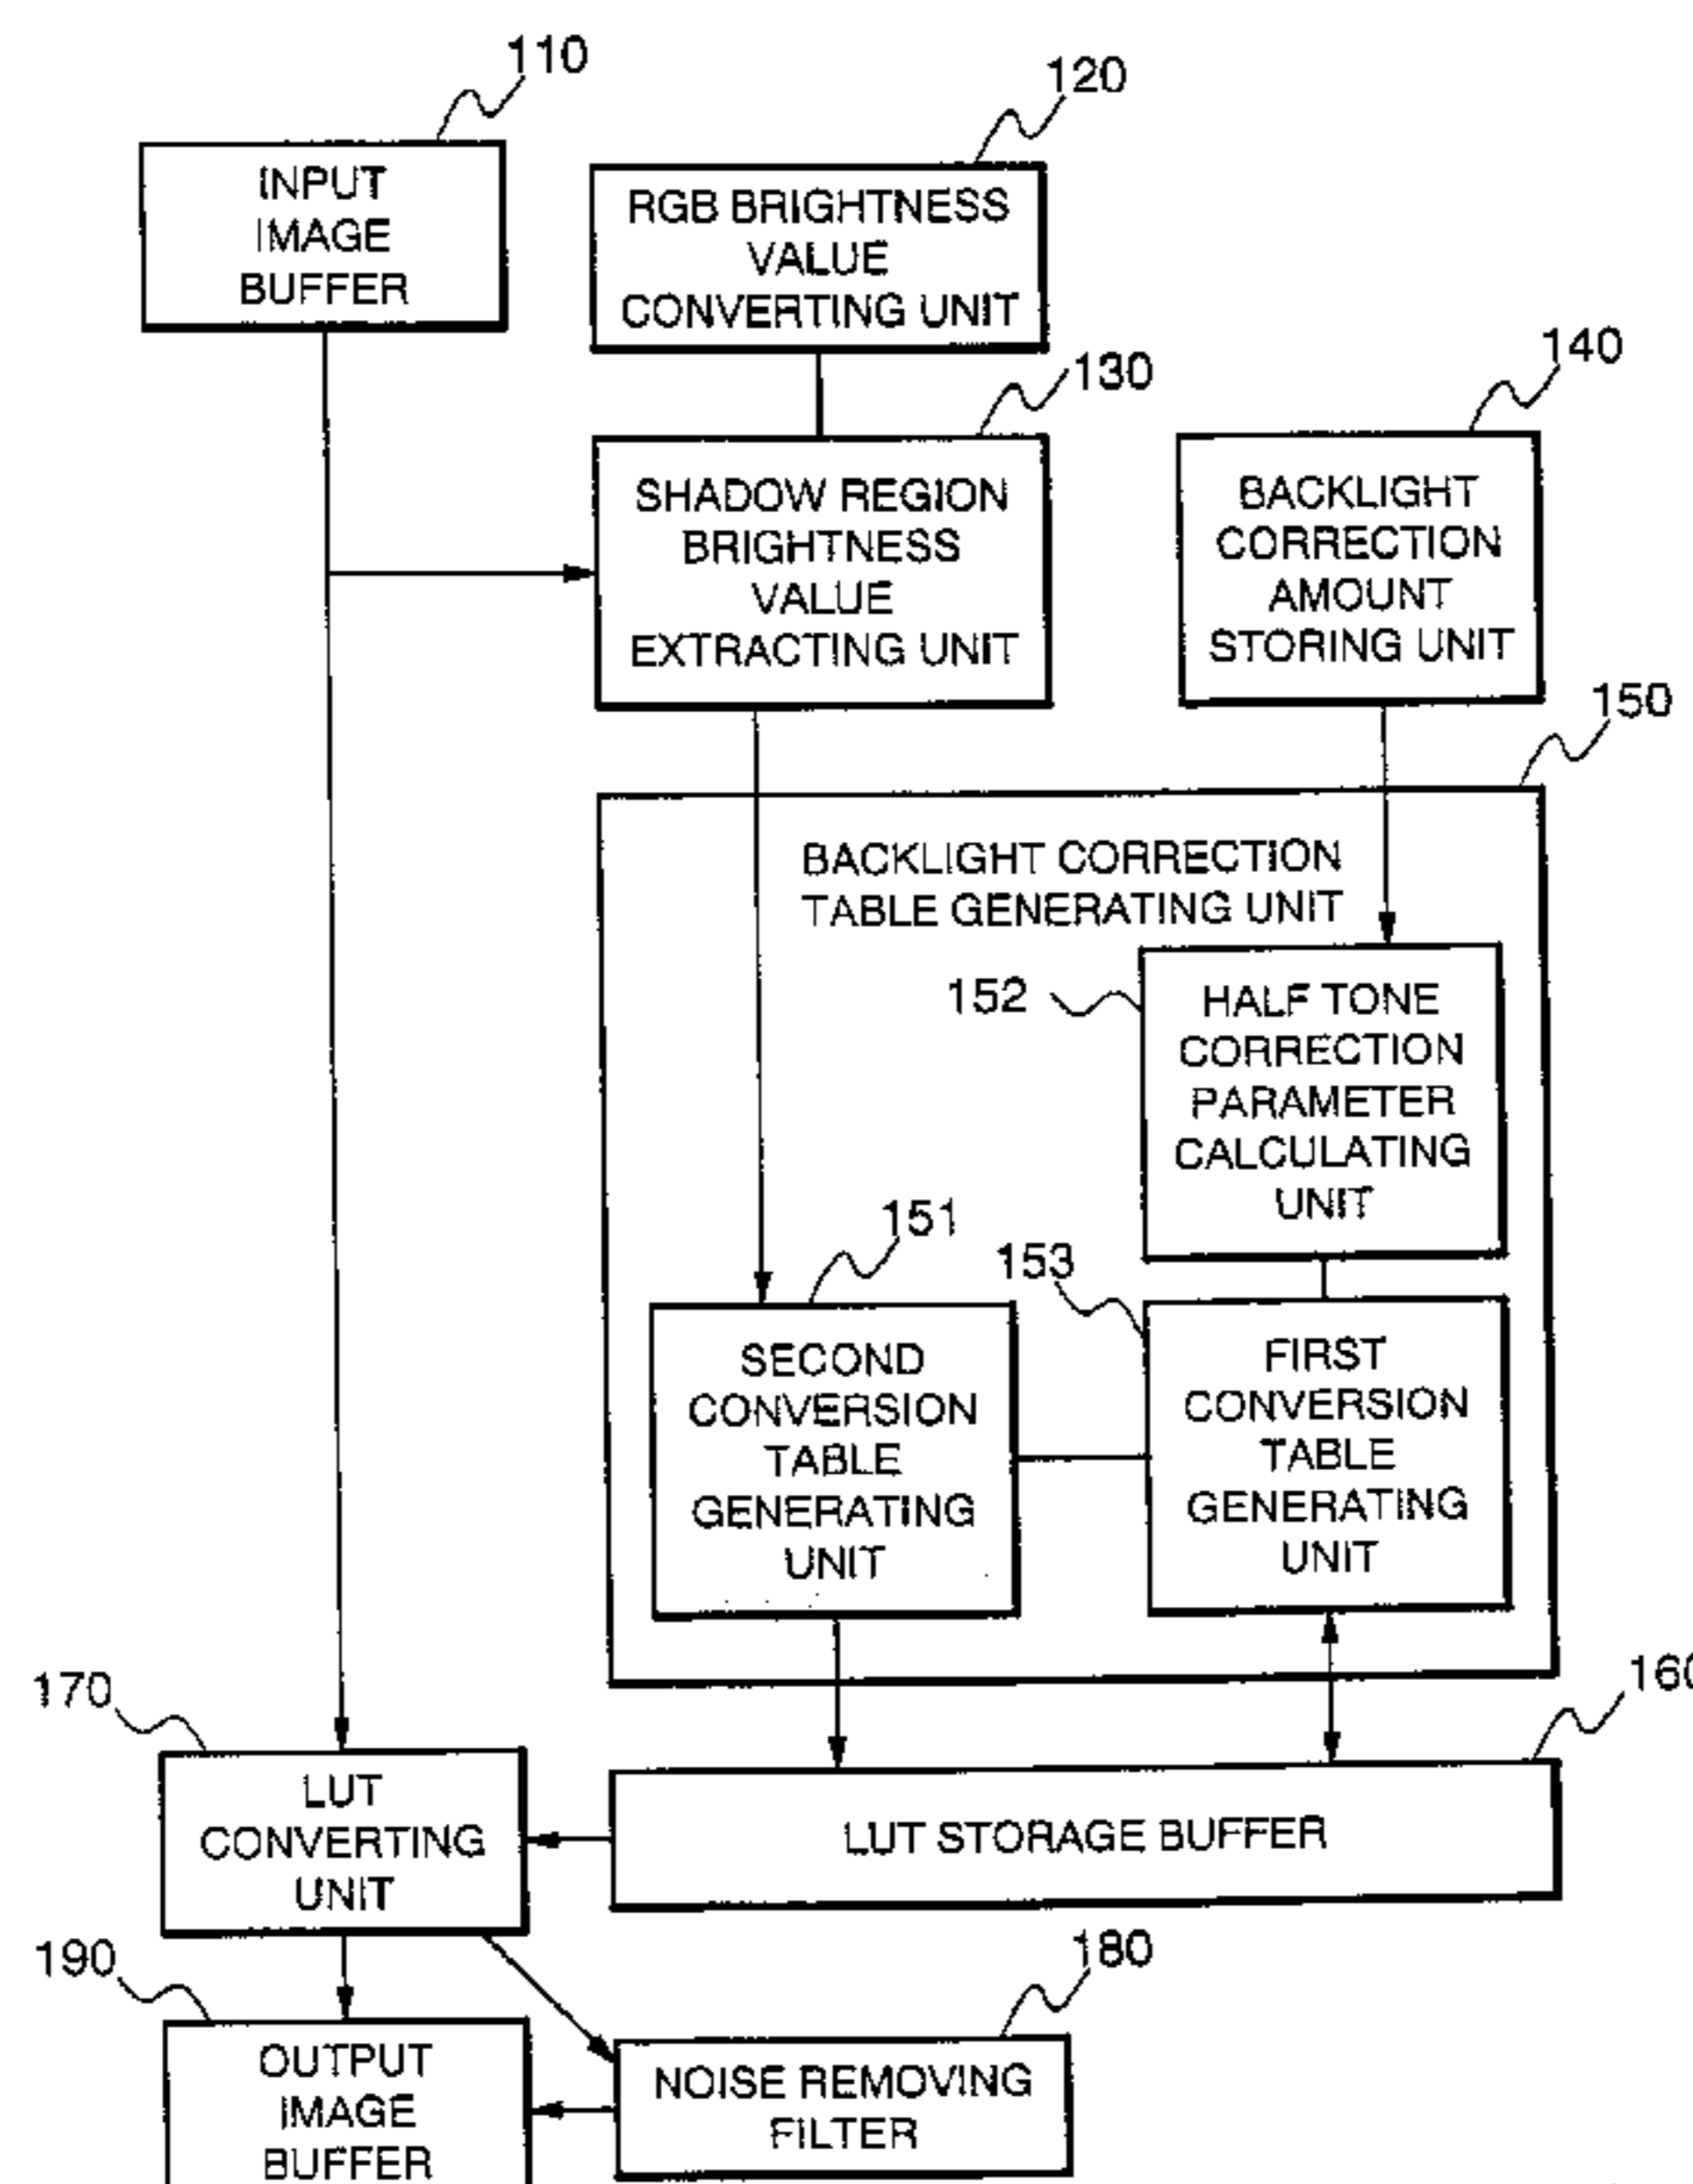 110
INPUT
IMAGE
BUFFER
120
RGB BRIGHTNESS
VALUE
CONVERTING UNIT
130
SHADOW REGION
BRIGHTNESS
VALUE
EXTRACTING UNIT
140
BACKLIGHT
CORRECTION
AMOUNT
STORING UNIT
150
BACKLIGHT CORRECTION
TABLE GENERATING UNIT
152
HALF TONE
CORRECTION
PARAMETER
CALCULATING
UNIT
151
SECOND
CONVERSION
TABLE
GENERATING
UNIT
153
FIRST
CONVERSION
TABLE
GENERATING
UNIT
160
LUT STORAGE BUFFER
170
LUT
CONVERTING
UNIT
180
NOISE REMOVING
FILTER
190
OUTPUT
IMAGE
BUFFER